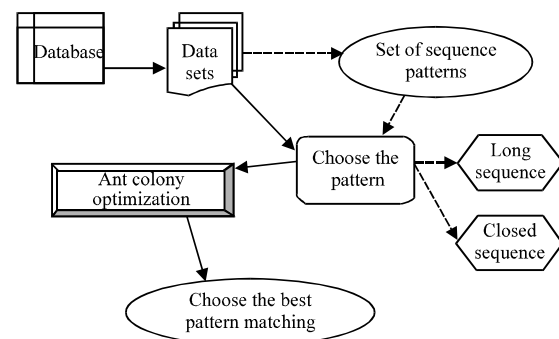 Database
Data
sets
Set of sequence
patterns
Choose the
pattern
Long
sequence
Ant colony
optimization
Closed
sequence
Choose the best
pattern matching